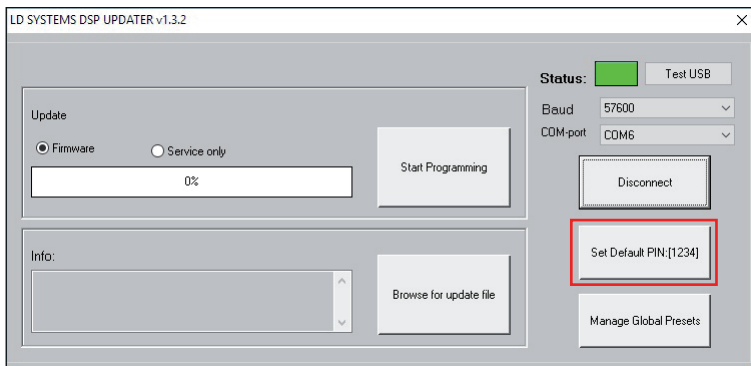 LD SYSTEMS DSP UPDATER v1.3.2
Status:
Test USB
Update
Baud
57600
Firmware
Service only
COM-port
COM6
0%
Start Programming
Disconnect
Info:
Set Default PIN:[1234]
Browse for update file
Manage Global Presets